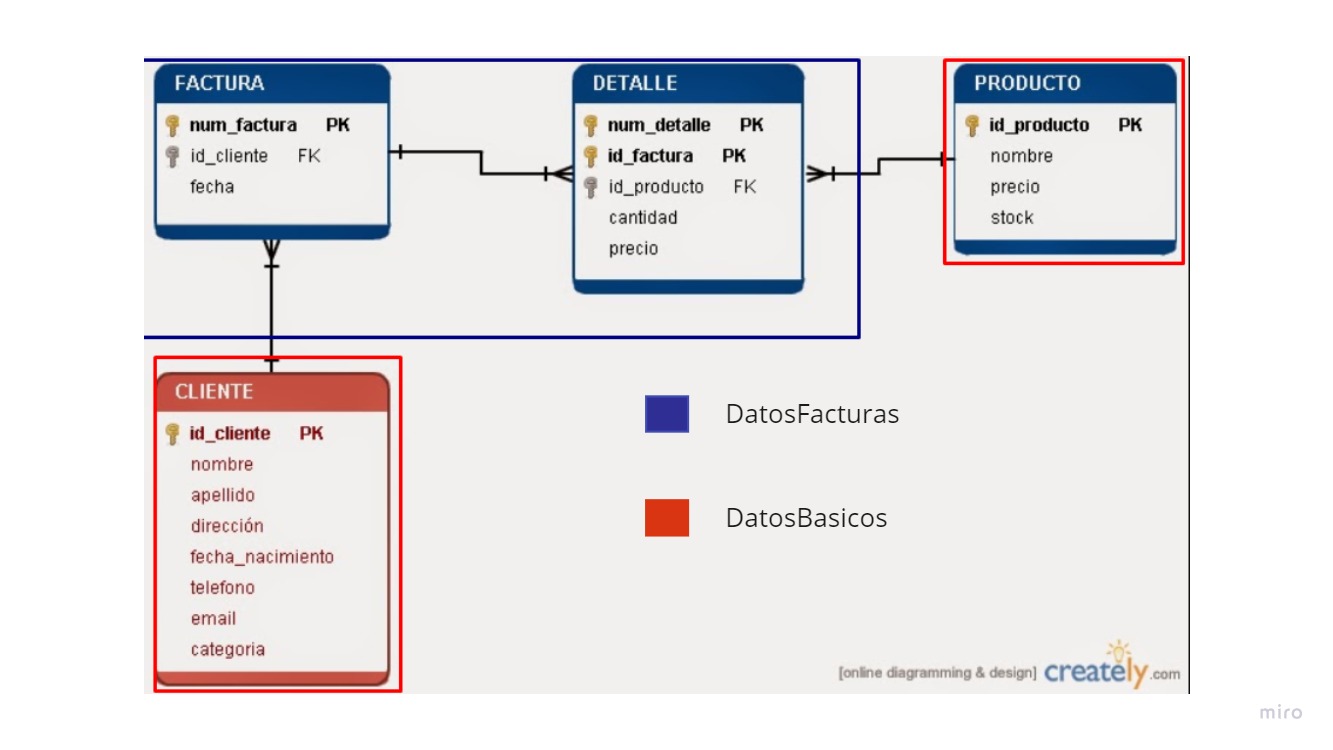 FACTURA
num_factura PK
id_cliente FK
fecha
DETALLE
num_detalle PK
id_factura PK
id_producto FK
cantidad
precio
PRODUCTO
id_producto PK
nombre
precio
stock
CLIENTE
id_cliente PK
nombre
apellido
dirección
fecha_nacimiento
telefono
email
categoria
DatosFacturas
DatosBasicos
[online diagramming & design] creately.com
miro